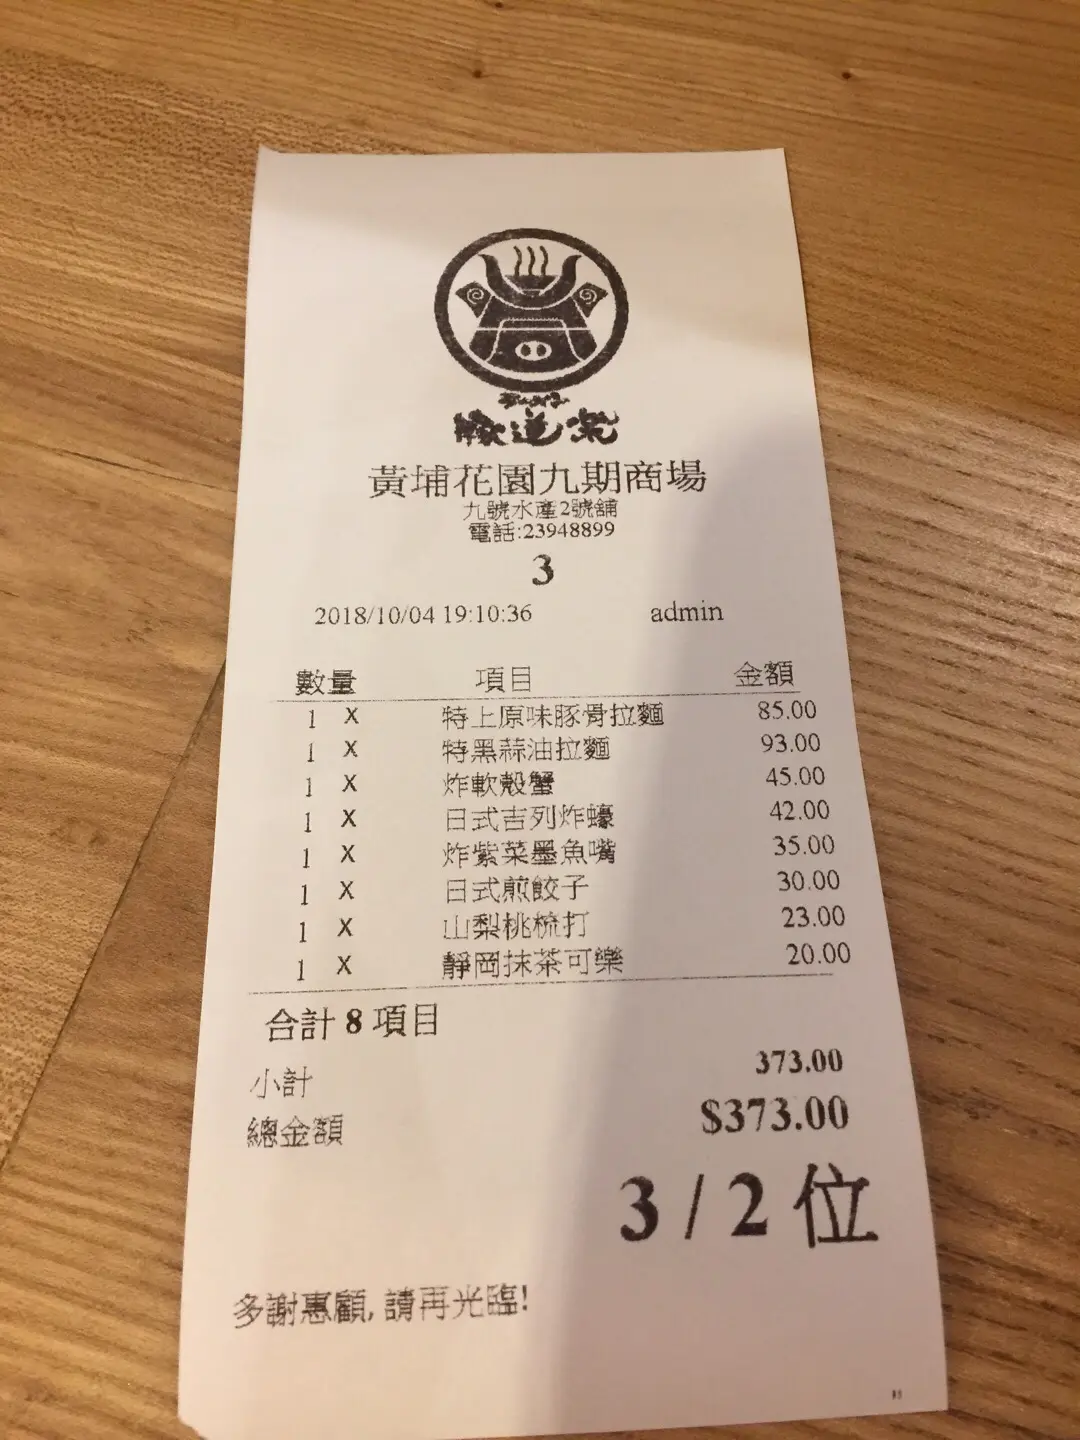 黃埔花園九期商場
九號水產2號舖
電話:23948899
3
2018/10/04 19:10:36 admin
數量 項目 金額
1 X 特上原味豚骨拉麵 85.00
1 X 特黑蒜油拉麵 93.00
1 X 炸軟殼蟹 45.00
1 X 日式吉列炸蠔 42.00
1 X 炸紫菜墨魚嘴 35.00
1 X 日式煎餃子 30.00
1 X 山梨桃梳打 23.00
1 X 靜岡抹茶可樂 20.00
合計 8 項目
小計 373.00
總金額 $373.00
3 / 2 位
多謝惠顧, 請再光臨!